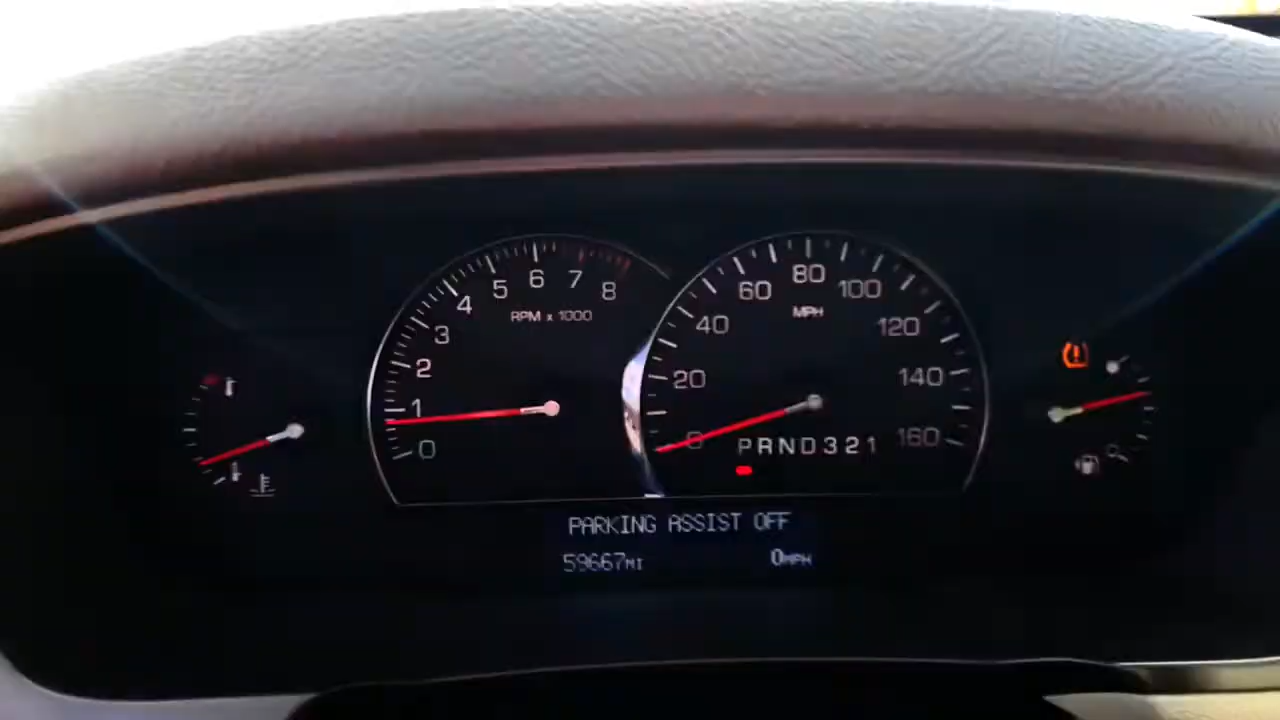 0 1 2 3 4 5 6 7 8
RPM x 1000
0 20 40 60 80 100 120 140 160
MPH
PRND321
PARKING ASSIST OFF
59667MI 0MPH